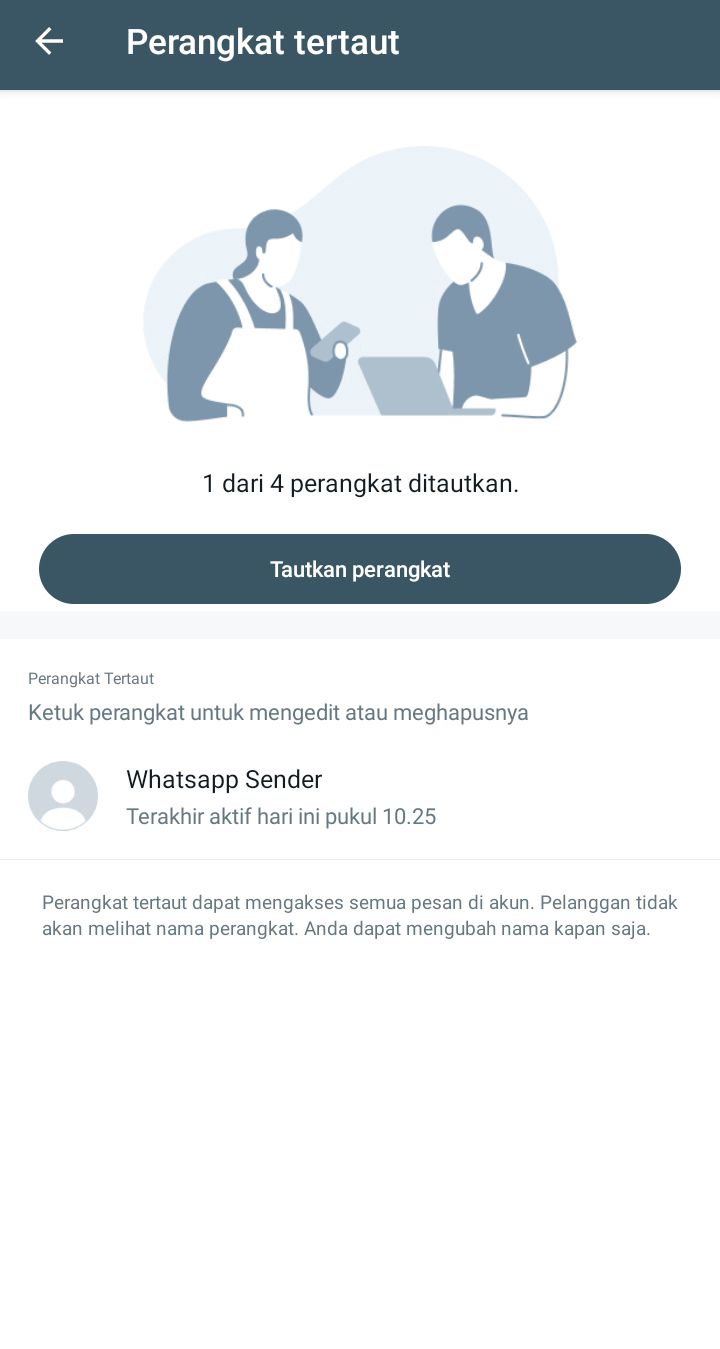 Perangkat tertaut
1 dari 4 perangkat ditautkan.
Tautkan perangkat
Perangkat Tertaut
Ketuk perangkat untuk mengedit atau meghapusnya
Whatsapp Sender
Terakhir aktif hari ini pukul 10.25
Perangkat tertaut dapat mengakses semua pesan di akun. Pelanggan tidak
akan melihat nama perangkat. Anda dapat mengubah nama kapan saja.